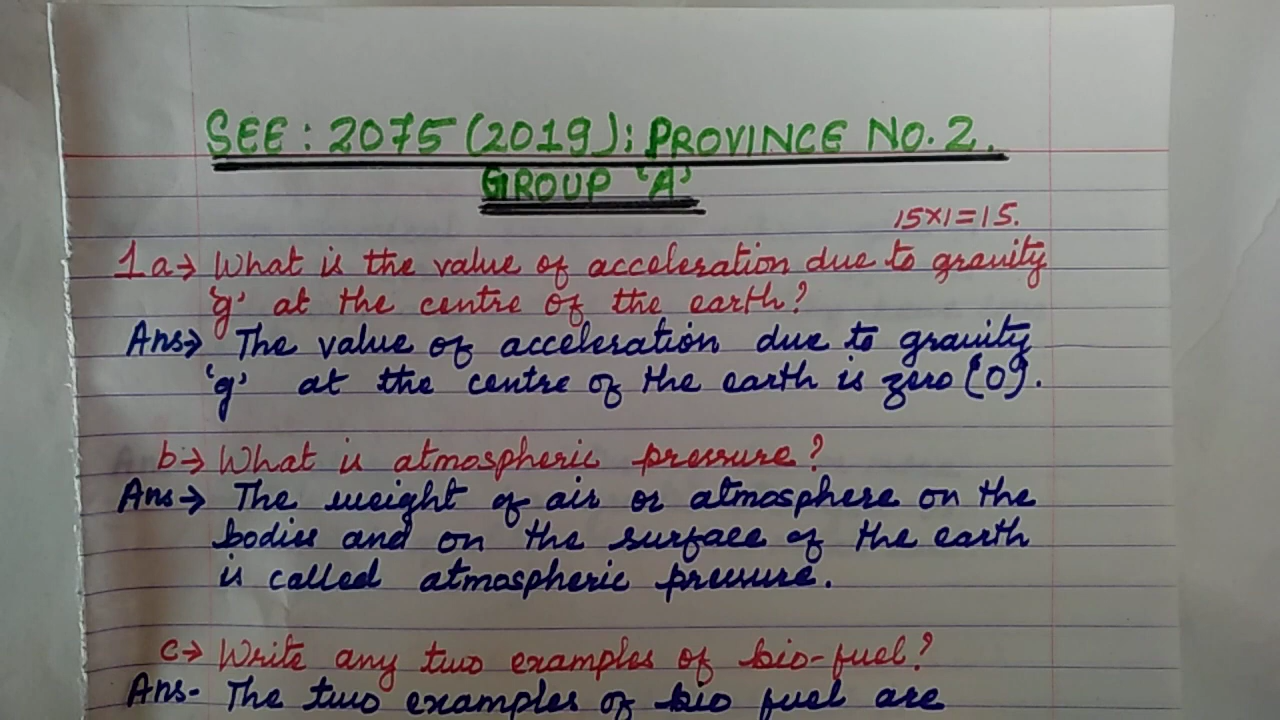 SEE: 2075 (2019): PROVINCE NO. 2.
GROUP 'A'
15×1=15.
1 a→ What is the value of acceleration due to gravity
'g' at the centre of the earth?
Ans→ The value of acceleration due to gravity
'g' at the centre of the earth is zero (0).
b→ What is atmospheric pressure?
Ans→ The weight of air or atmosphere on the
bodies and on the surface of the earth
is called atmospheric pressure.
c→ Write any two examples of bio-fuel?
Ans- The two examples of bio fuel are